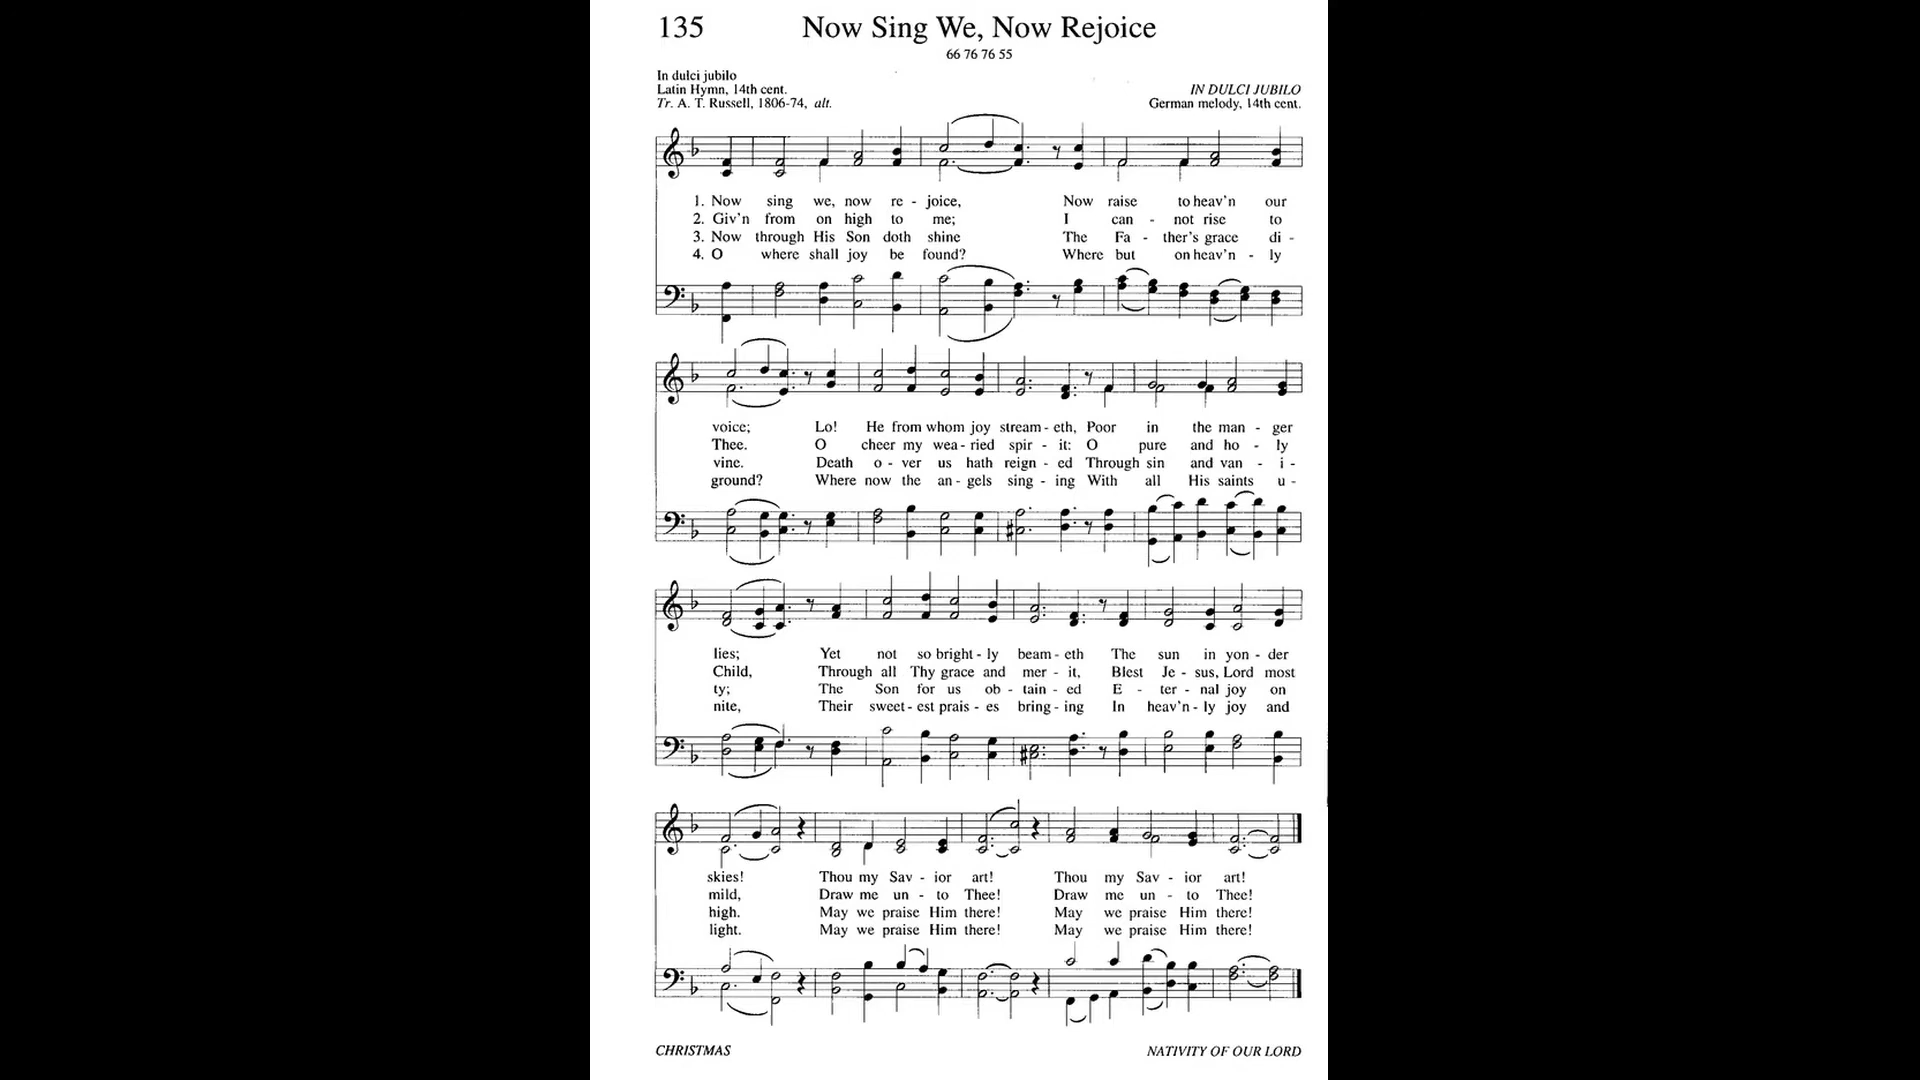 135 Now Sing We, Now Rejoice
66 76 76 55
In dulci jubilo
Latin Hymn, 14th cent. IN DULCI JUBILO
Tr. A. T. Russell, 1806-74, alt. German melody, 14th cent.
1. Now sing we, now re - joice, Now raise to heav'n our
2. Giv'n from on high to me; I can - not rise to
3. Now through His Son doth shine The Fa - ther's grace di -
4. O where shall joy be found? Where but on heav'n - ly
voice; Lo! He from whom joy stream - eth, Poor in the man - ger
Thee. O cheer my wea - ried spir - it: O pure and ho - ly
vine. Death o - ver us hath reign - ed Through sin and van - i -
ground? Where now the an - gels sing - ing With all His saints u -
lies; Yet not so bright - ly beam - eth The sun in yon - der
Child, Through all Thy grace and mer - it, Blest Je - sus, Lord most
ty; The Son for us ob - tain - ed E - ter - nal joy on
nite, Their sweet - est prais - es bring - ing In heav'n - ly joy and
skies! Thou my Sav - ior art! Thou my Sav - ior art!
mild, Draw me un - to Thee! Draw me un - to Thee!
high. May we praise Him there! May we praise Him there!
light. May we praise Him there! May we praise Him there!
CHRISTMAS NATIVITY OF OUR LORD